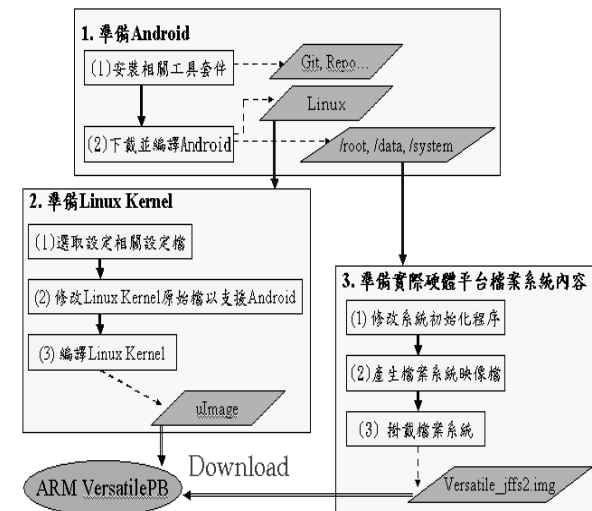 1. 準備Android
(1)安裝相關工具套件
Git, Repo...
Linux
(2)下載並編譯Android
/root, /data, /system
2. 準備Linux Kernel
(1)選取設定相關設定檔
(2) 修改Linux Kernel原始檔以支援Android
(3) 編譯Linux Kernel
uImage
3. 準備實際硬體平台檔案系統內容
(1) 修改系統初始化程序
(2)產生檔案系統映像檔
(3) 掛載檔案系統
Versatile_jffs2.img
Download
ARM VersatilePB